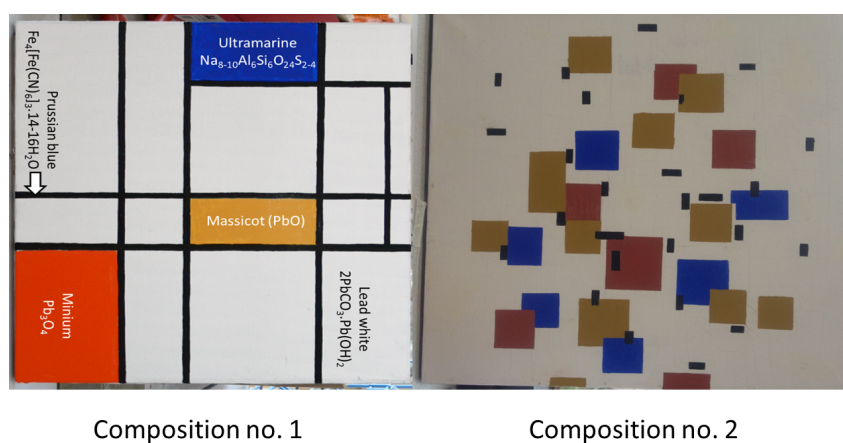 Fe₄[Fe(CN)₆]₃.14-16H₂O
Prussian blue
Ultramarine
Na₈₋₁₀Al₆Si₆O₂₄S₂₋₄
Massicot (PbO)
Minium
Pb₃O₄
Lead white
2PbCO₃.Pb(OH)₂
Composition no. 1
Composition no. 2